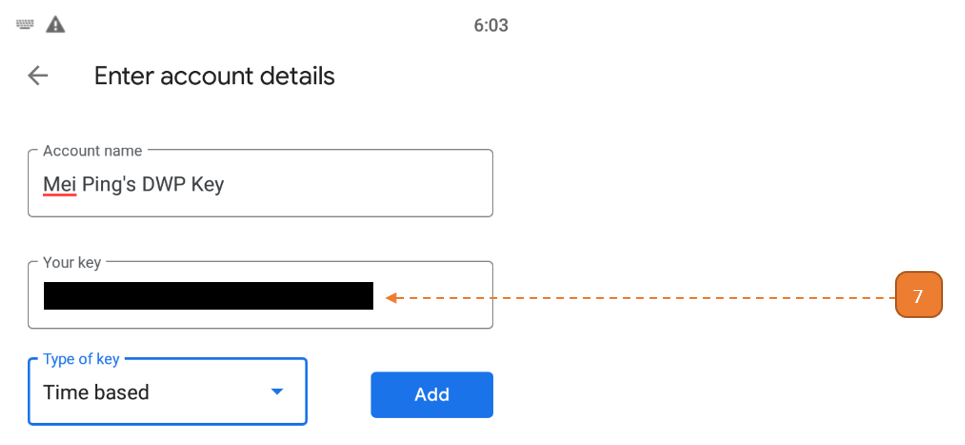 6:03
Enter account details
Account name
Mei Ping's DWP Key
Your key
7
Type of key
Time based
Add